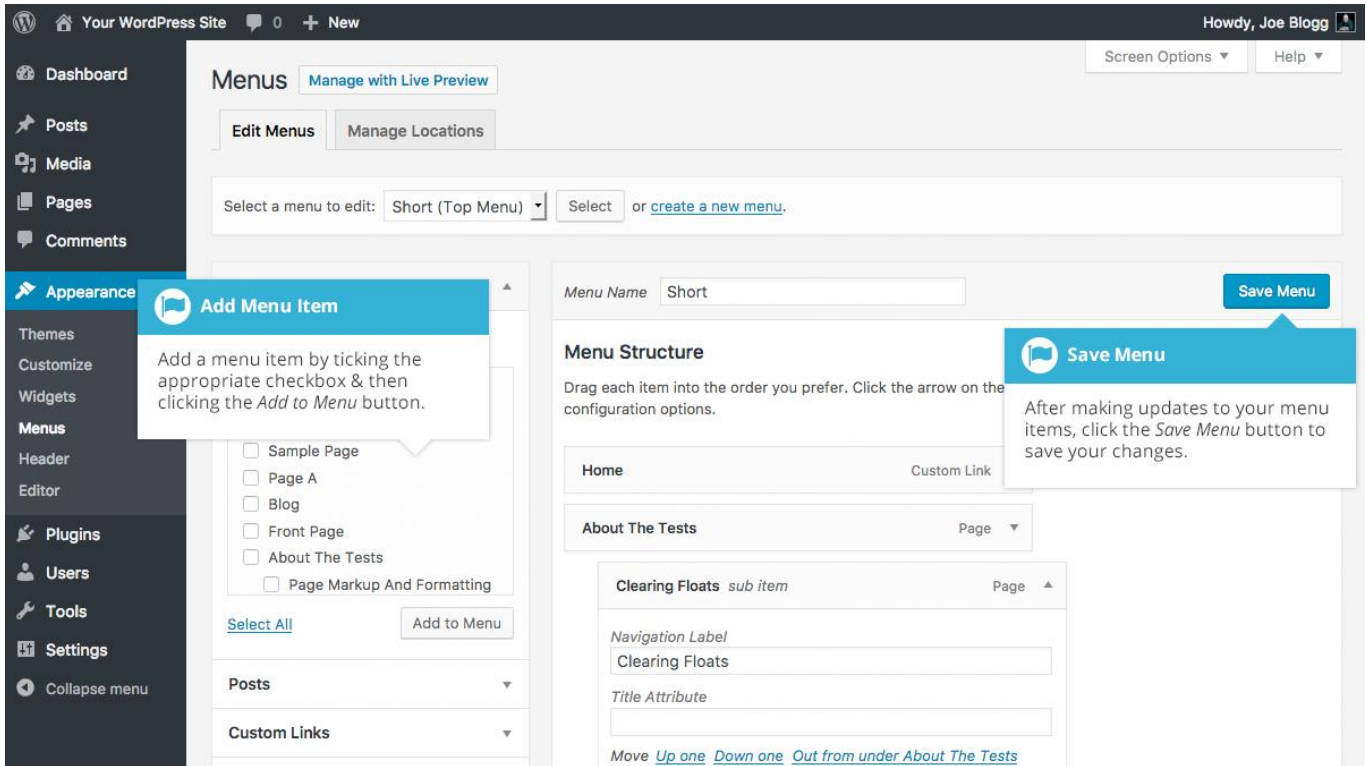 Your WordPress Site 0 + New
Howdy, Joe Blogg
Screen Options
Help
Dashboard
Posts
Media
Pages
Comments
Appearance
Themes
Customize
Widgets
Menus
Header
Editor
Plugins
Users
Tools
Settings
Collapse menu
Menus
Manage with Live Preview
Edit Menus
Manage Locations
Select a menu to edit: Short (Top Menu) Select or create a new menu.
Add Menu Item
Add a menu item by ticking the
appropriate checkbox & then
clicking the Add to Menu button.
Sample Page
Page A
Blog
Front Page
About The Tests
Page Markup And Formatting
Select All
Add to Menu
Posts
Custom Links
Menu Name Short
Save Menu
Menu Structure
Drag each item into the order you prefer. Click the arrow on the
configuration options.
Save Menu
After making updates to your menu
items, click the Save Menu button to
save your changes.
Home Custom Link
About The Tests Page
Clearing Floats sub item Page
Navigation Label
Clearing Floats
Title Attribute
Move Up one Down one Out from under About The Tests